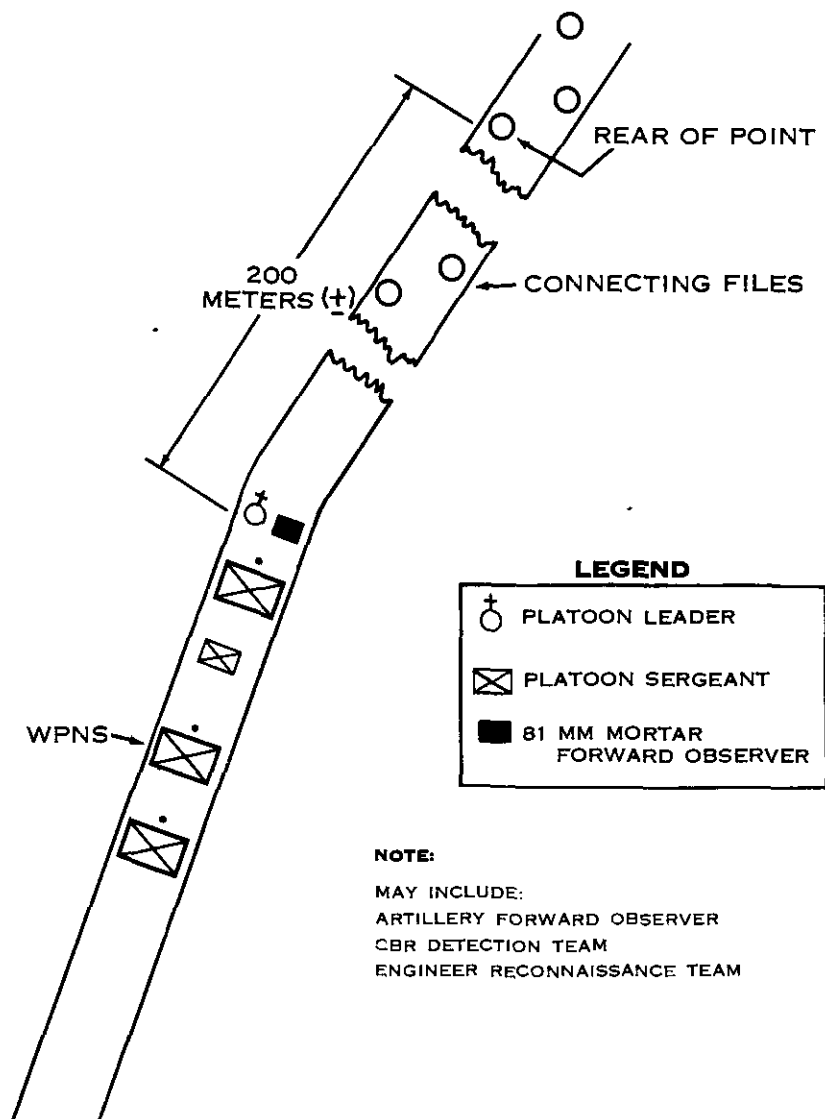 REAR OF POINT
200
METERS (±)
CONNECTING FILES
LEGEND
PLATOON LEADER
PLATOON SERGEANT
81 MM MORTAR
FORWARD OBSERVER
WPNS
NOTE:
MAY INCLUDE:
ARTILLERY FORWARD OBSERVER
CBR DETECTION TEAM
ENGINEER RECONNAISSANCE TEAM